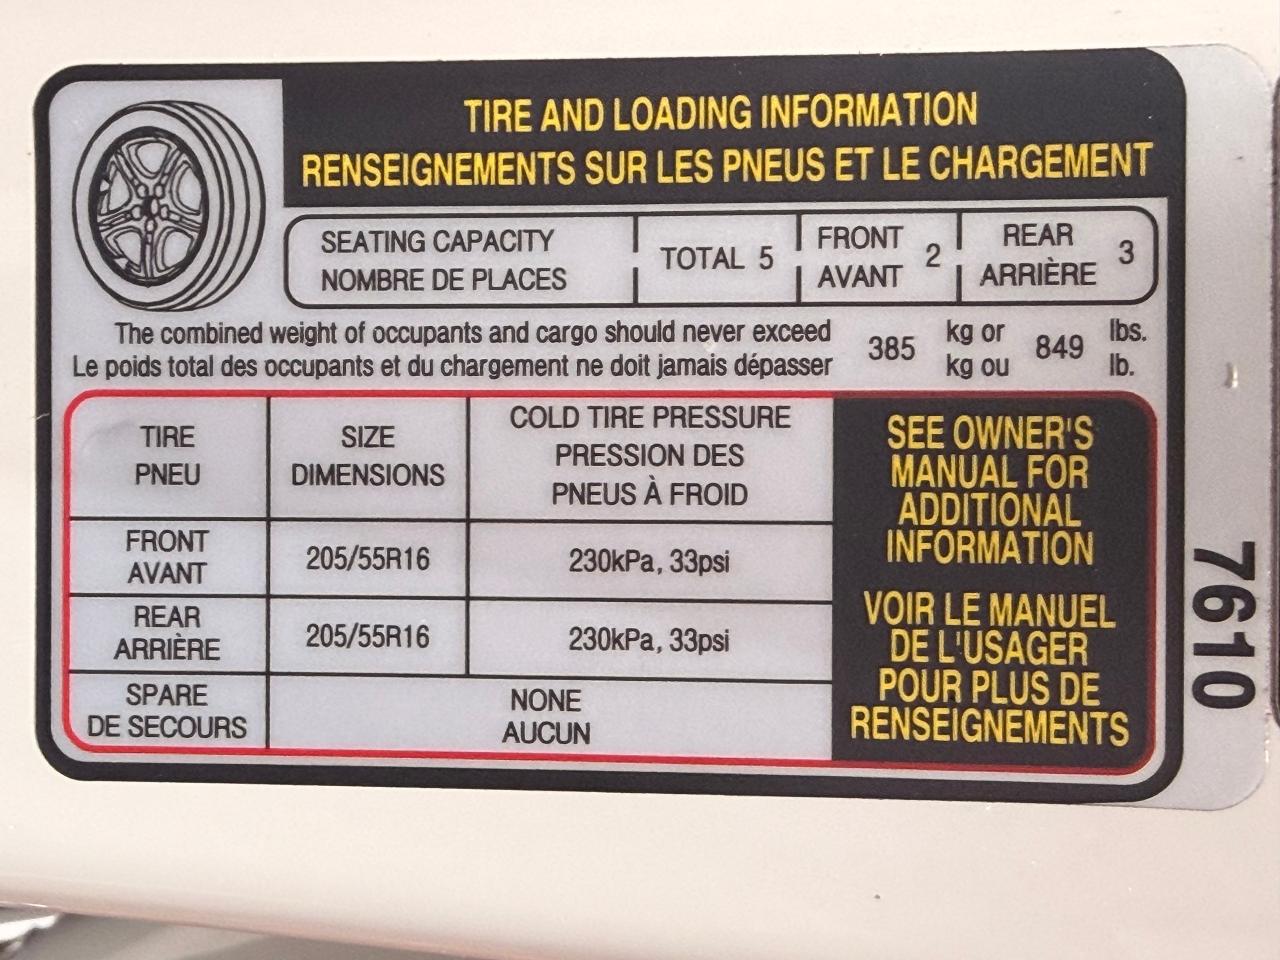 TIRE AND LOADING INFORMATION
RENSEIGNEMENTS SUR LES PNEUS ET LE CHARGEMENT
SEATING CAPACITY
NOMBRE DE PLACES
TOTAL 5
FRONT
AVANT
2
REAR
ARRIÈRE
3
The combined weight of occupants and cargo should never exceed 385 kg or 849 lbs.
Le poids total des occupants et du chargement ne doit jamais dépasser kg ou lb.
TIRE
PNEU
SIZE
DIMENSIONS
COLD TIRE PRESSURE
PRESSION DES
PNEUS À FROID
FRONT
AVANT
205/55R16
230kPa, 33psi
REAR
ARRIÈRE
205/55R16
230kPa, 33psi
SPARE
DE SECOURS
NONE
AUCUN
SEE OWNER'S
MANUAL FOR
ADDITIONAL
INFORMATION
VOIR LE MANUEL
DE L'USAGER
POUR PLUS DE
RENSEIGNEMENTS
7610